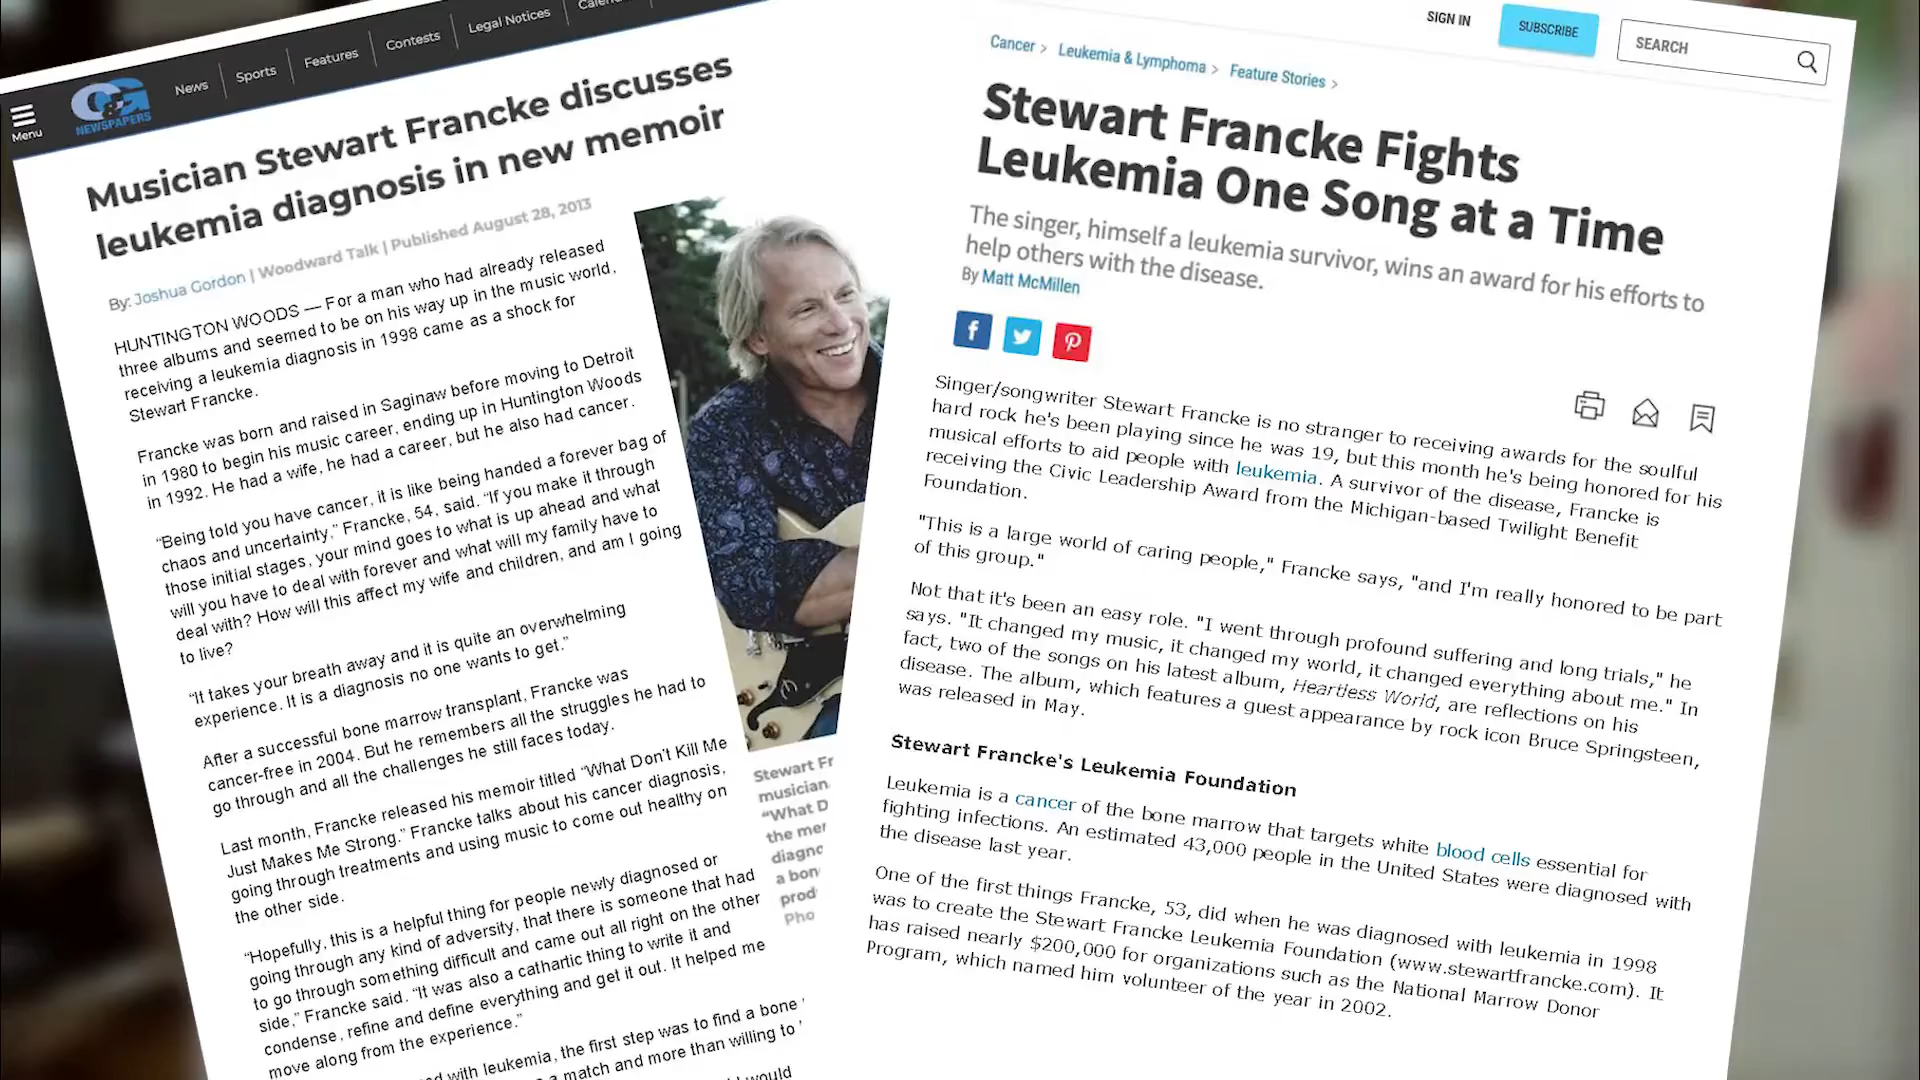 Menu
C&G
NEWSPAPERS
News
Sports
Features
Contests
Legal Notices
Musician Stewart Francke discusses
leukemia diagnosis in new memoir
By: Joshua Gordon | Woodward Talk | Published August 28, 2013
HUNTINGTON WOODS — For a man who had already released
three albums and seemed to be on his way up in the music world,
receiving a leukemia diagnosis in 1998 came as a shock for
Stewart Francke.
Francke was born and raised in Saginaw before moving to Detroit
in 1980 to begin his music career, ending up in Huntington Woods
in 1992. He had a wife, he had a career, but he also had cancer.
“Being told you have cancer, it is like being handed a forever bag of
chaos and uncertainty,” Francke, 54, said. “If you make it through
those initial stages, your mind goes to what is up ahead and what
will you have to deal with forever and what will my family have to
deal with? How will this affect my wife and children, and am I going
to live?
“It takes your breath away and it is quite an overwhelming
experience. It is a diagnosis no one wants to get.”
After a successful bone marrow transplant, Francke was
cancer-free in 2004. But he remembers all the struggles he had to
go through and all the challenges he still faces today.
Last month, Francke released his memoir titled “What Don’t Kill Me
Just Makes Me Strong.” Francke talks about his cancer diagnosis,
going through treatments and using music to come out healthy on
the other side.
“Hopefully, this is a helpful thing for people newly diagnosed or
going through any kind of adversity, that there is someone that had
to go through something difficult and came out all right on the other
side,” Francke said. “It was also a cathartic thing to write it and
condense, refine and define everything and get it out. It helped me
move along from the experience.”
with leukemia, the first step was to find a bone
a match and more than willing to
would
Stewart Fr
musician
“What D
the mer
diagno
a bon
prod
Pho
SIGN IN
SUBSCRIBE
SEARCH
Cancer > Leukemia & Lymphoma > Feature Stories >
Stewart Francke Fights
Leukemia One Song at a Time
The singer, himself a leukemia survivor, wins an award for his efforts to
help others with the disease.
By Matt McMillen
Singer/songwriter Stewart Francke is no stranger to receiving awards for the soulful
hard rock he's been playing since he was 19, but this month he's being honored for his
musical efforts to aid people with leukemia. A survivor of the disease, Francke is
receiving the Civic Leadership Award from the Michigan-based Twilight Benefit
Foundation.
"This is a large world of caring people," Francke says, "and I'm really honored to be part
of this group."
Not that it's been an easy role. "I went through profound suffering and long trials," he
says. "It changed my music, it changed my world, it changed everything about me." In
fact, two of the songs on his latest album, Heartless World, are reflections on his
disease. The album, which features a guest appearance by rock icon Bruce Springsteen,
was released in May.
Stewart Francke's Leukemia Foundation
Leukemia is a cancer of the bone marrow that targets white blood cells essential for
fighting infections. An estimated 43,000 people in the United States were diagnosed with
the disease last year.
One of the first things Francke, 53, did when he was diagnosed with leukemia in 1998
was to create the Stewart Francke Leukemia Foundation (www.stewartfrancke.com). It
has raised nearly $200,000 for organizations such as the National Marrow Donor
Program, which named him volunteer of the year in 2002.